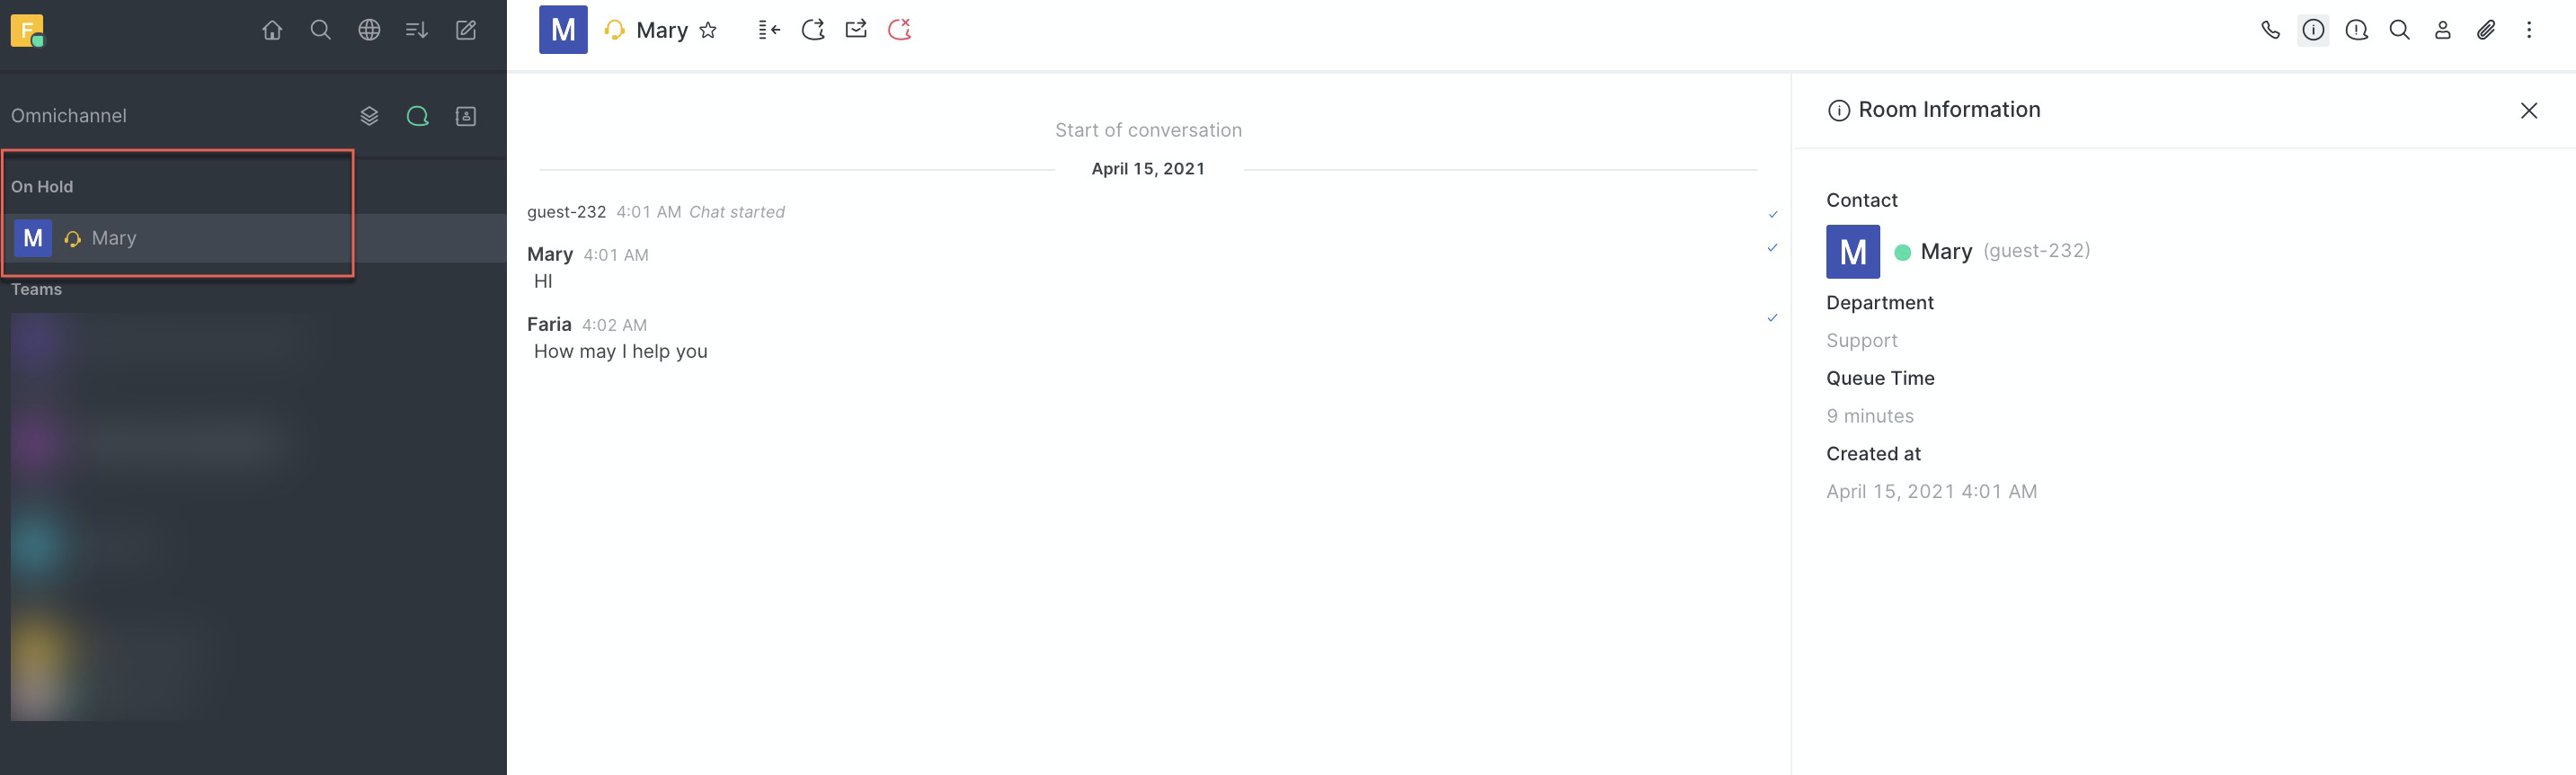 F
M Mary
Omnichannel
On Hold
M Mary
Teams
Start of conversation
April 15, 2021
guest-232 4:01 AM Chat started
Mary 4:01 AM
HI
Faria 4:02 AM
How may I help you
Room Information
Contact
M Mary (guest-232)
Department
Support
Queue Time
9 minutes
Created at
April 15, 2021 4:01 AM